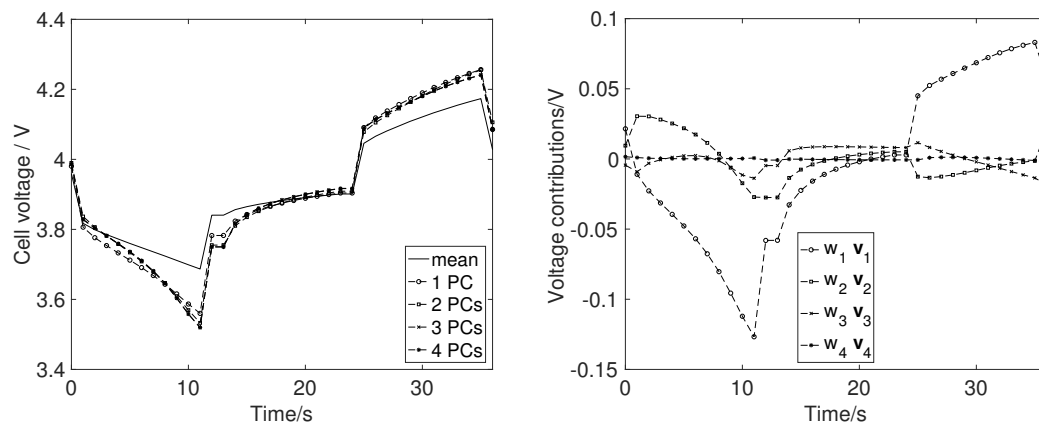 4.4
4.2
4
3.8
3.6
3.4
Cell voltage / V
0
10
20
30
Time/s
mean
1 PC
2 PCs
3 PCs
4 PCs
0.1
0.05
0
-0.05
-0.1
-0.15
Voltage contributions/V
0
10
20
30
Time/s
w1 v1
w2 v2
w3 v3
w4 v4